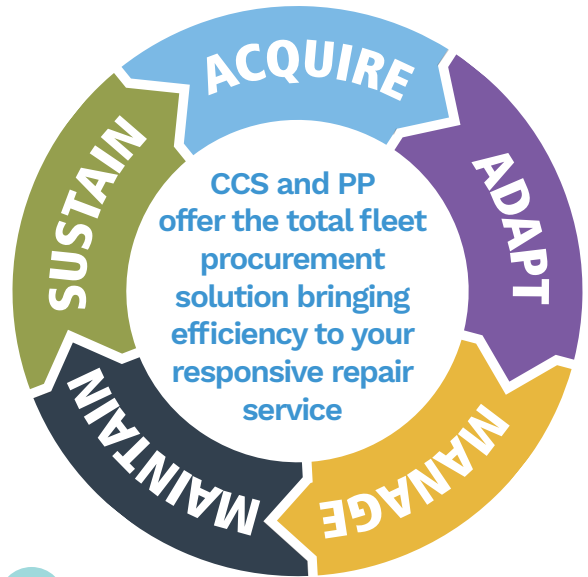 ACQUIRE
ADAPT
MANAGE
MAINTAIN
SUSTAIN
CCS and PP
offer the total fleet
procurement
solution bringing
efficiency to your
responsive repair
service